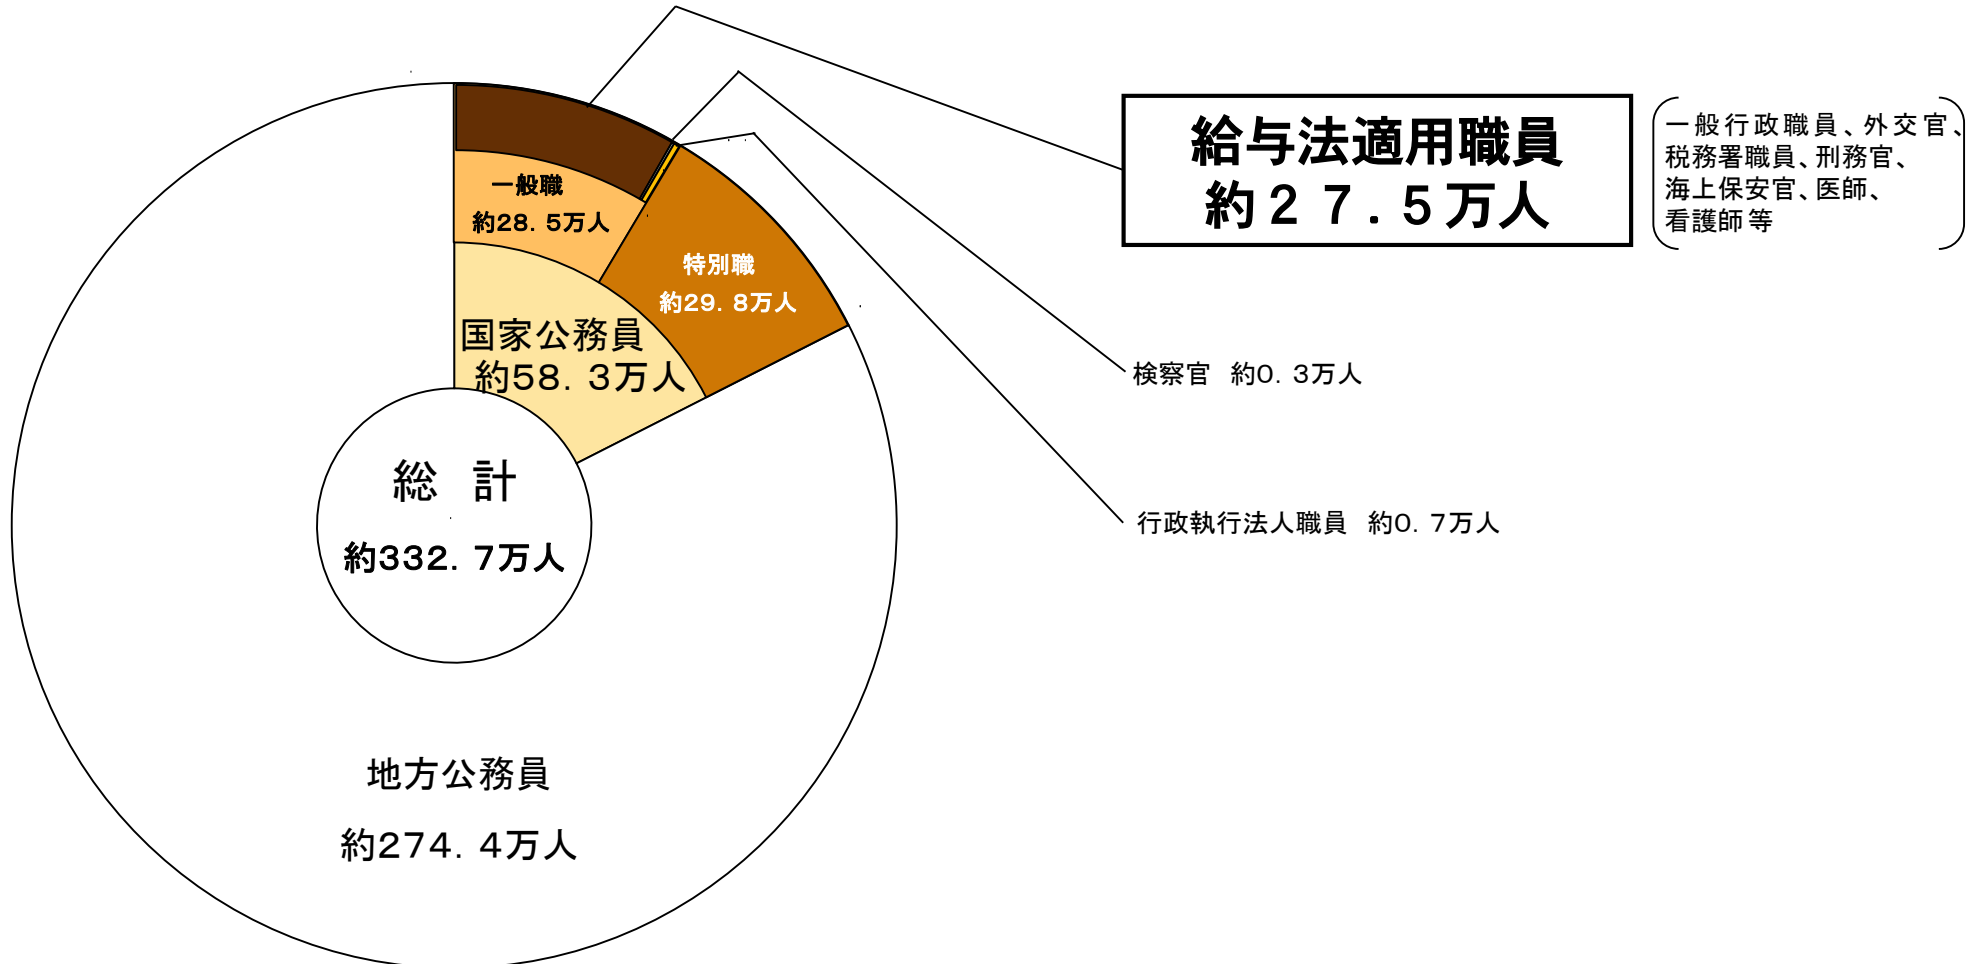 給与法適用職員
約２７．５万人
一般行政職員、外交官、
税務署職員、刑務官、
海上保安官、医師、
看護師等
一般職
約28．5万人
特別職
約29．8万人
国家公務員
約58．3万人
検察官　約0．3万人
行政執行法人職員　約0．7万人
総　計
約332．7万人
地方公務員
約274．4万人